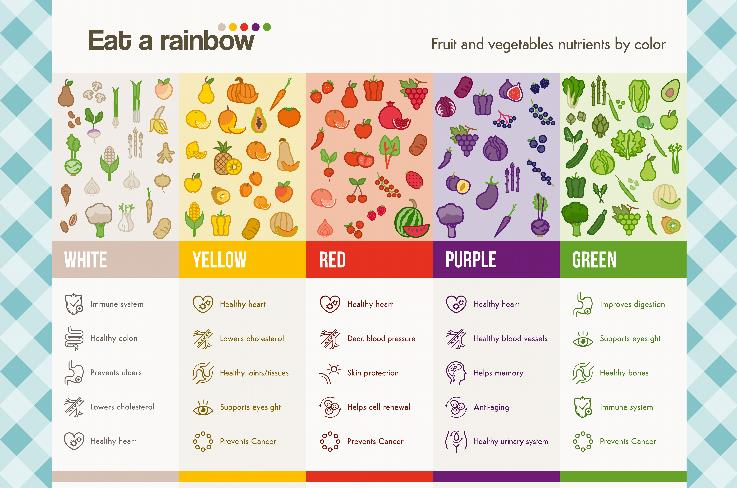 Eat a rainbow
Fruit and vegetables nutrients by color
WHITE
Immune system
Healthy colon
Prevents ulcers
Lowers cholesterol
Healthy heart
YELLOW
Healthy heart
Lowers cholesterol
Healthy joints/tissues
Supports eyesight
Prevents Cancer
RED
Healthy heart
Decr. blood pressure
Skin protection
Helps cell renewal
Prevents Cancer
PURPLE
Healthy heart
Healthy blood vessels
Helps memory
Anti-aging
Healthy urinary system
GREEN
Improves digestion
Supports eyesight
Healthy bones
Immune system
Prevents Cancer